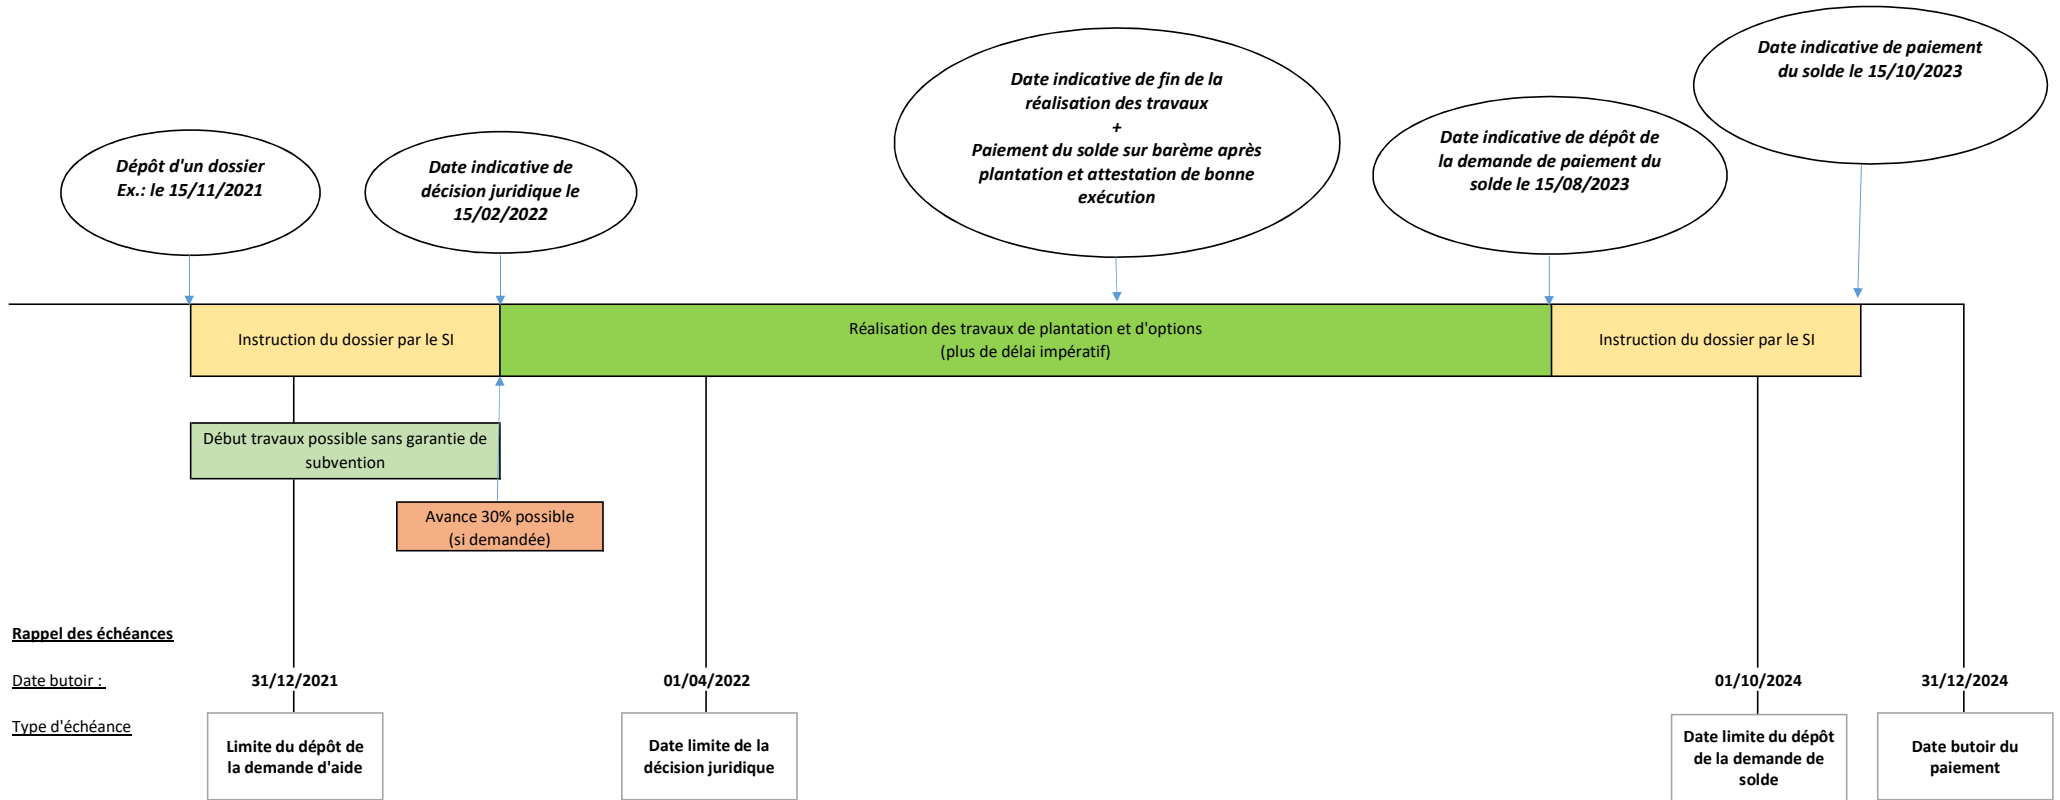 Date indicative de paiement
du solde le 15/10/2023
Date indicative de fin de la
réalisation des travaux
+
Paiement du solde sur barème après
plantation et attestation de bonne
exécution
Date indicative de dépôt de
la demande de paiement du
solde le 15/08/2023
Dépôt d'un dossier
Ex.: le 15/11/2021
Date indicative de
décision juridique le
15/02/2022
Instruction du dossier par le SI
Réalisation des travaux de plantation et d'options
(plus de délai impératif)
Instruction du dossier par le SI
Début travaux possible sans garantie de
subvention
Avance 30% possible
(si demandée)
Rappel des échéances
Date butoir :
31/12/2021
01/04/2022
01/10/2024
31/12/2024
Type d'échéance
Limite du dépôt de
la demande d'aide
Date limite de la
décision juridique
Date limite du dépôt
de la demande de
solde
Date butoir du
paiement